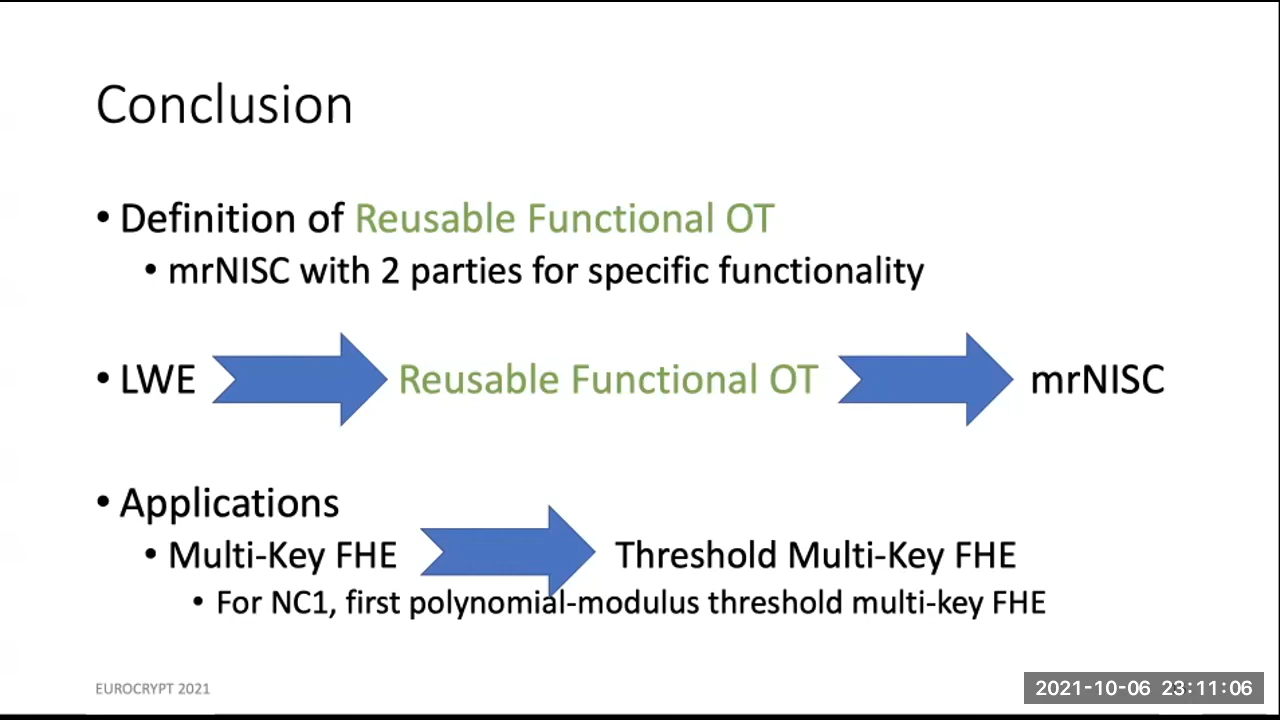 Conclusion
• Definition of Reusable Functional OT
• mrNISC with 2 parties for specific functionality
• LWE Reusable Functional OT mrNISC
• Applications
• Multi-Key FHE Threshold Multi-Key FHE
• For NC1, first polynomial-modulus threshold multi-key FHE
EUROCRYPT 2021
2021-10-06 23:11:06